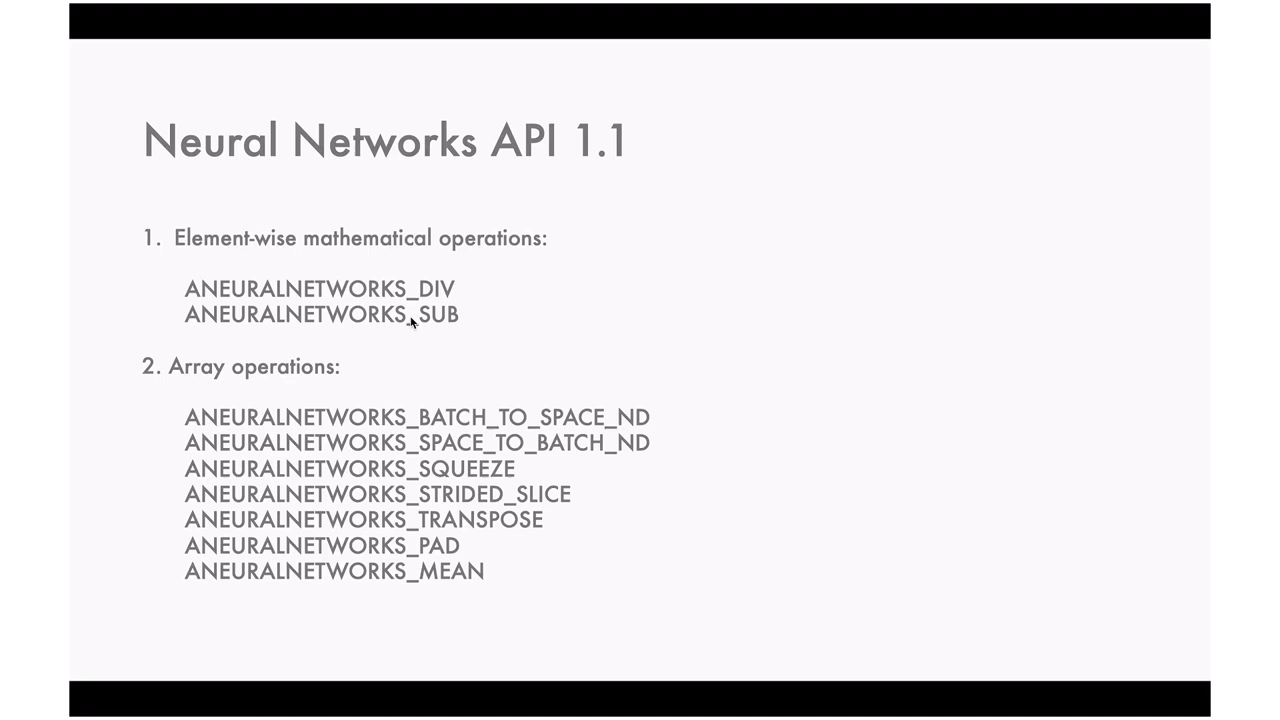 Neural Networks API 1.1
1. Element-wise mathematical operations:
ANEURALNETWORKS_DIV
ANEURALNETWORKS_SUB
2. Array operations:
ANEURALNETWORKS_BATCH_TO_SPACE_ND
ANEURALNETWORKS_SPACE_TO_BATCH_ND
ANEURALNETWORKS_SQUEEZE
ANEURALNETWORKS_STRIDED_SLICE
ANEURALNETWORKS_TRANSPOSE
ANEURALNETWORKS_PAD
ANEURALNETWORKS_MEAN